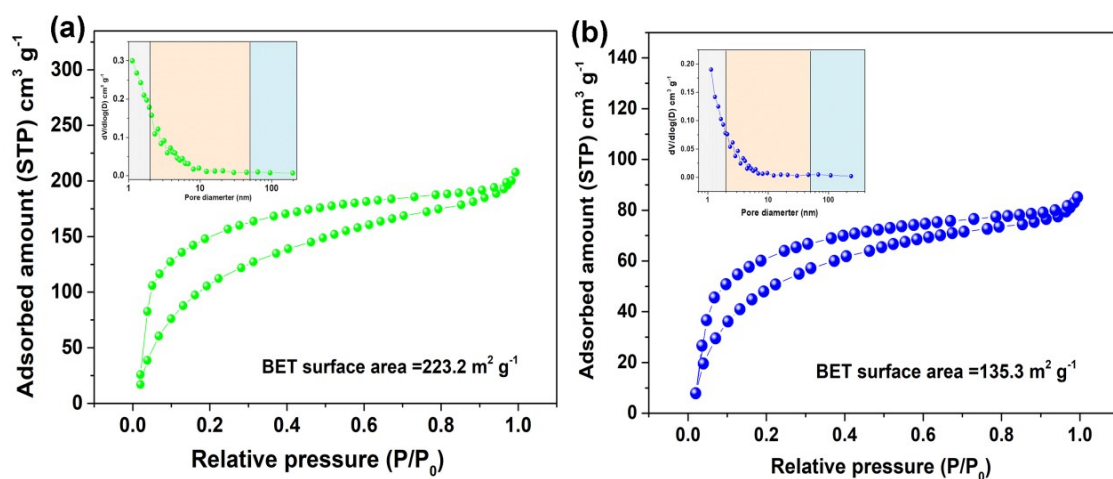 (a)
Adsorbed amount (STP) cm³ g⁻¹
350
300
250
200
150
100
50
0
0.0 0.2 0.4 0.6 0.8 1.0
Relative pressure (P/P₀)
BET surface area =223.2 m² g⁻¹
dV/dlog(D) cm³ g⁻¹
0.3
0.2
0.1
0.0
1 10 100
Pore diamerter (nm)
(b)
Adsorbed amount (STP) cm³ g⁻¹
140
120
100
80
60
40
20
0
0.0 0.2 0.4 0.6 0.8 1.0
Relative pressure (P/P₀)
BET surface area =135.3 m² g⁻¹
dV/dlog(D) cm³ g⁻¹
0.20
0.15
0.10
0.05
0.00
1 10 100
Pore diamerter (nm)